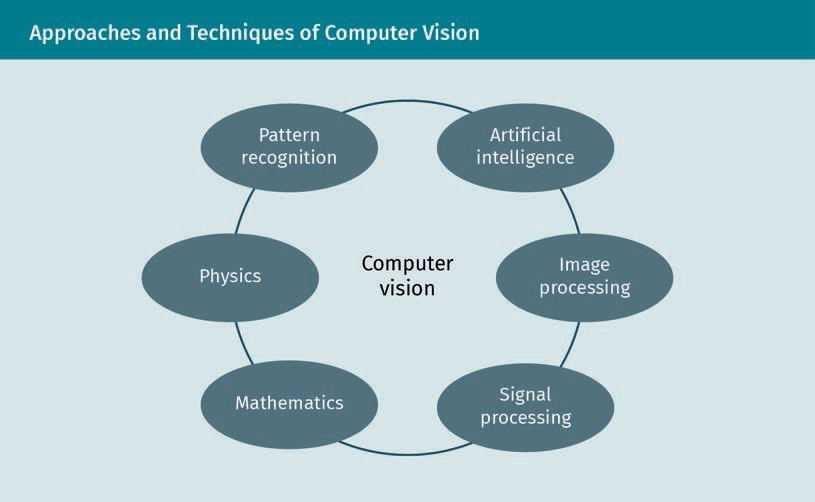 Approaches and Techniques of Computer Vision
Pattern
recognition
Artificial
intelligence
Physics
Computer
vision
Image
processing
Mathematics
Signal
processing